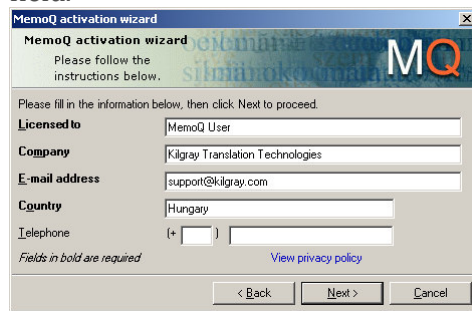 MemoQ activation wizard
MemoQ activation wizard
Please follow the
instructions below.
MQ
Please fill in the information below, then click Next to proceed.
Licensed to
MemoQ User
Company
Kilgray Translation Technologies
E-mail address
support@kilgray.com
Country
Hungary
Telephone (+ )
Fields in bold are required View privacy policy
< Back Next > Cancel